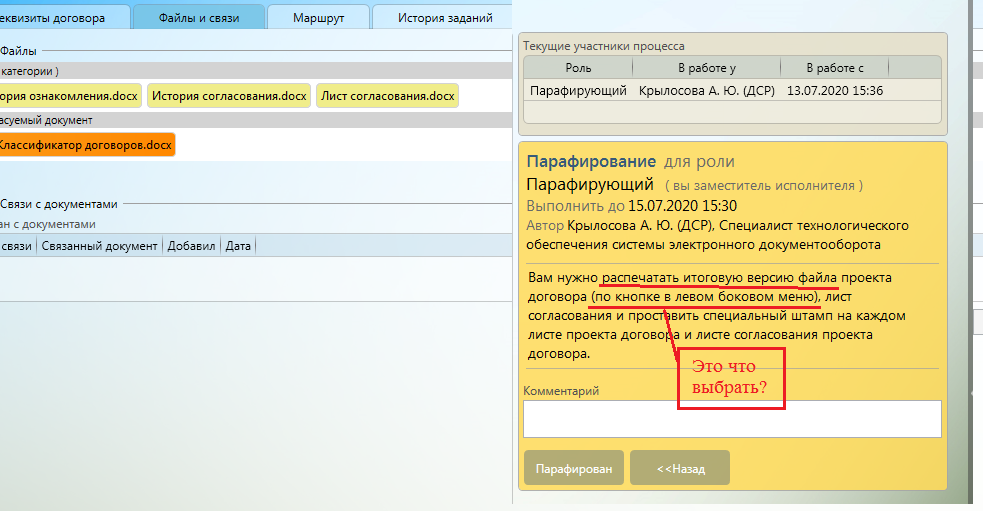 еквизиты договора
Файлы и связи
Маршрут
История заданий
Файлы
категории )
ория ознакомления.docx
История согласования.docx
Лист согласования.docx
асуемый документ
Классификатор договоров.docx
Связи с документами
ан с документами
связи
Связанный документ
Добавил
Дата
Текущие участники процесса
Роль
В работе у
В работе с
Парафирующий
Крылосова А. Ю. (ДСР)
13.07.2020 15:36
Парафирование для роли
Парафирующий ( вы заместитель исполнителя )
Выполнить до 15.07.2020 15:30
Автор Крылосова А. Ю. (ДСР), Специалист технологического
обеспечения системы электронного документооборота
Вам нужно распечатать итоговую версию файла проекта
договора (по кнопке в левом боковом меню), лист
согласования и проставить специальный штамп на каждом
листе проекта договора и листе согласования проекта
договора.
Это что
выбрать?
Комментарий
Парафирован
<<Назад